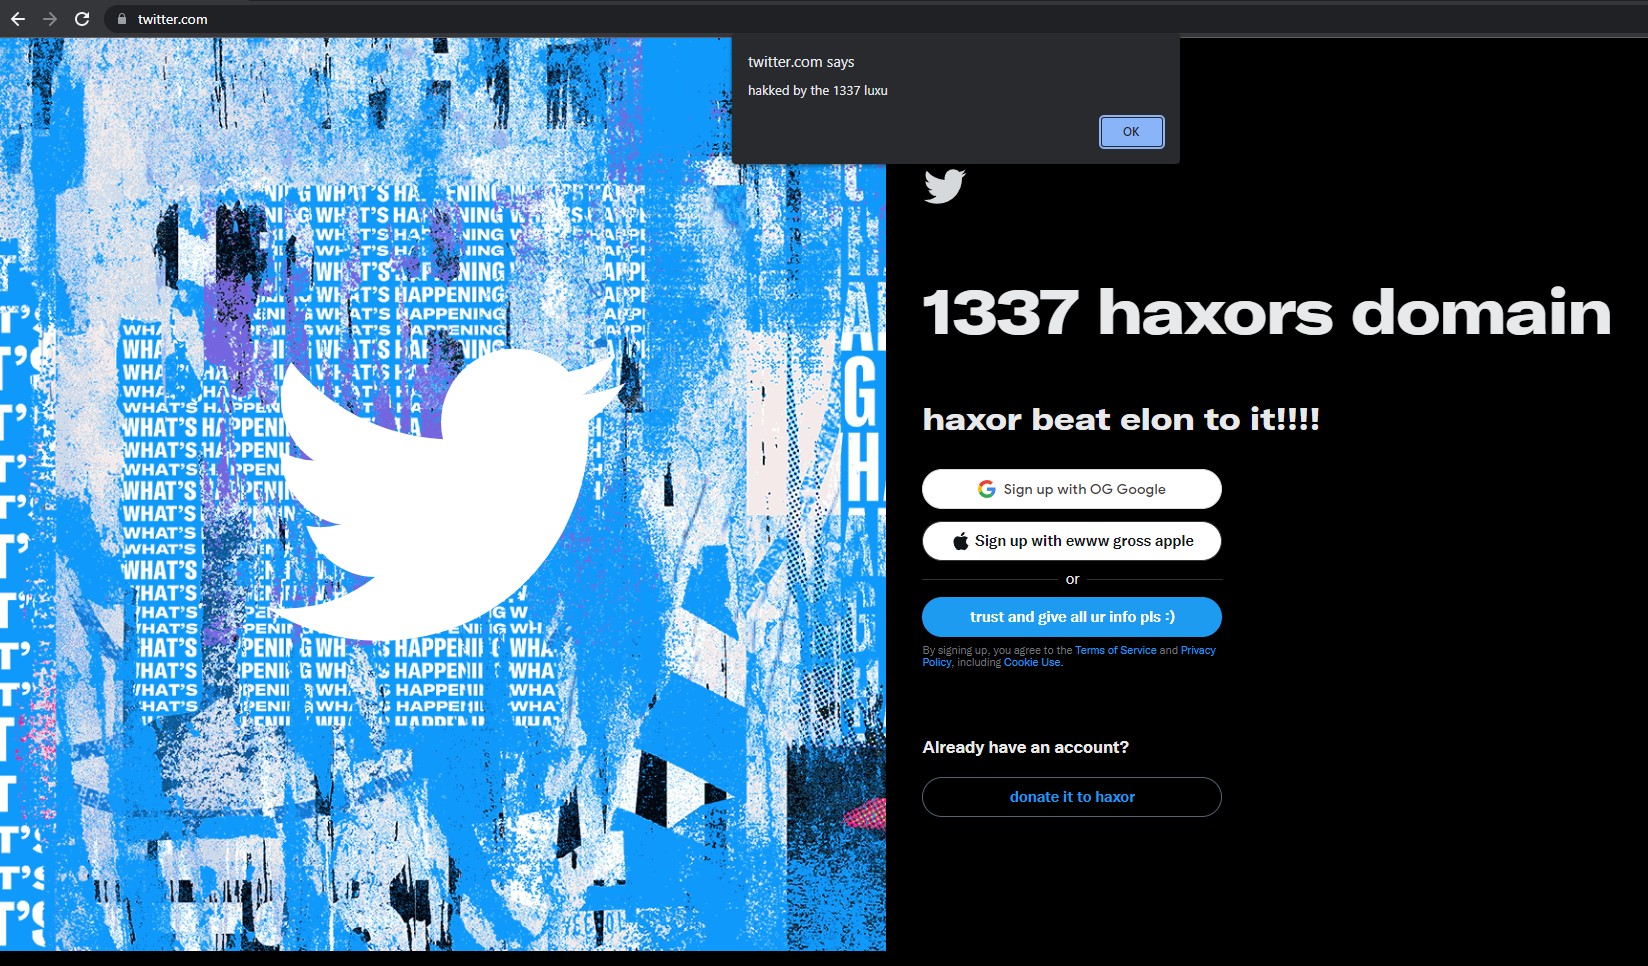 twitter.com
twitter.com says
hakked by the 1337 luxu
OK
1337 haxors domain
haxor beat elon to it!!!!
Sign up with OG Google
Sign up with ewww gross apple
or
trust and give all ur info pls :)
By signing up, you agree to the Terms of Service and Privacy
Policy, including Cookie Use.
Already have an account?
donate it to haxor
WHAT'S HAPPENING
WHAT'S HAPPENING